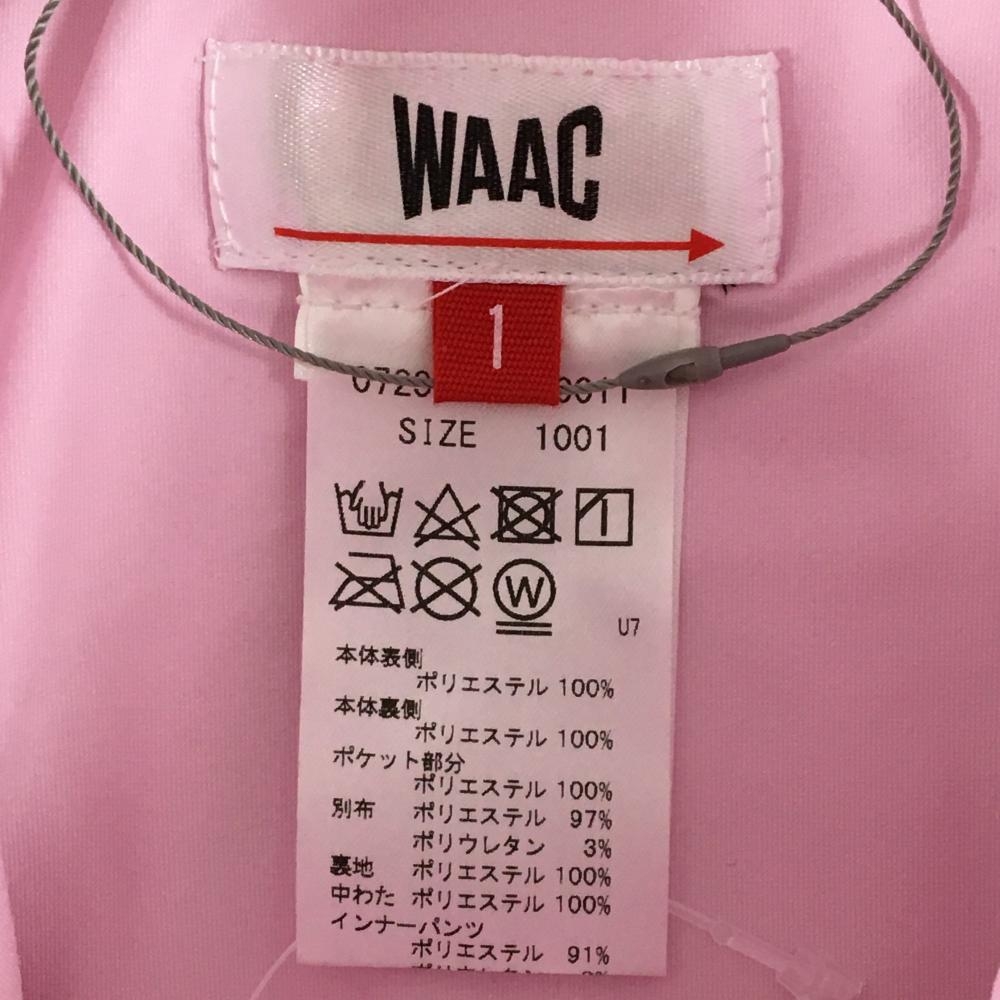 WAAC
1
SIZE 1001
W
U7
本体表側
ポリエステル 100%
本体裏側
ポリエステル 100%
ポケット部分
ポリエステル 100%
別布 ポリエステル 97%
ポリウレタン 3%
裏地 ポリエステル 100%
中わた ポリエステル 100%
インナーパンツ
ポリエステル 91%